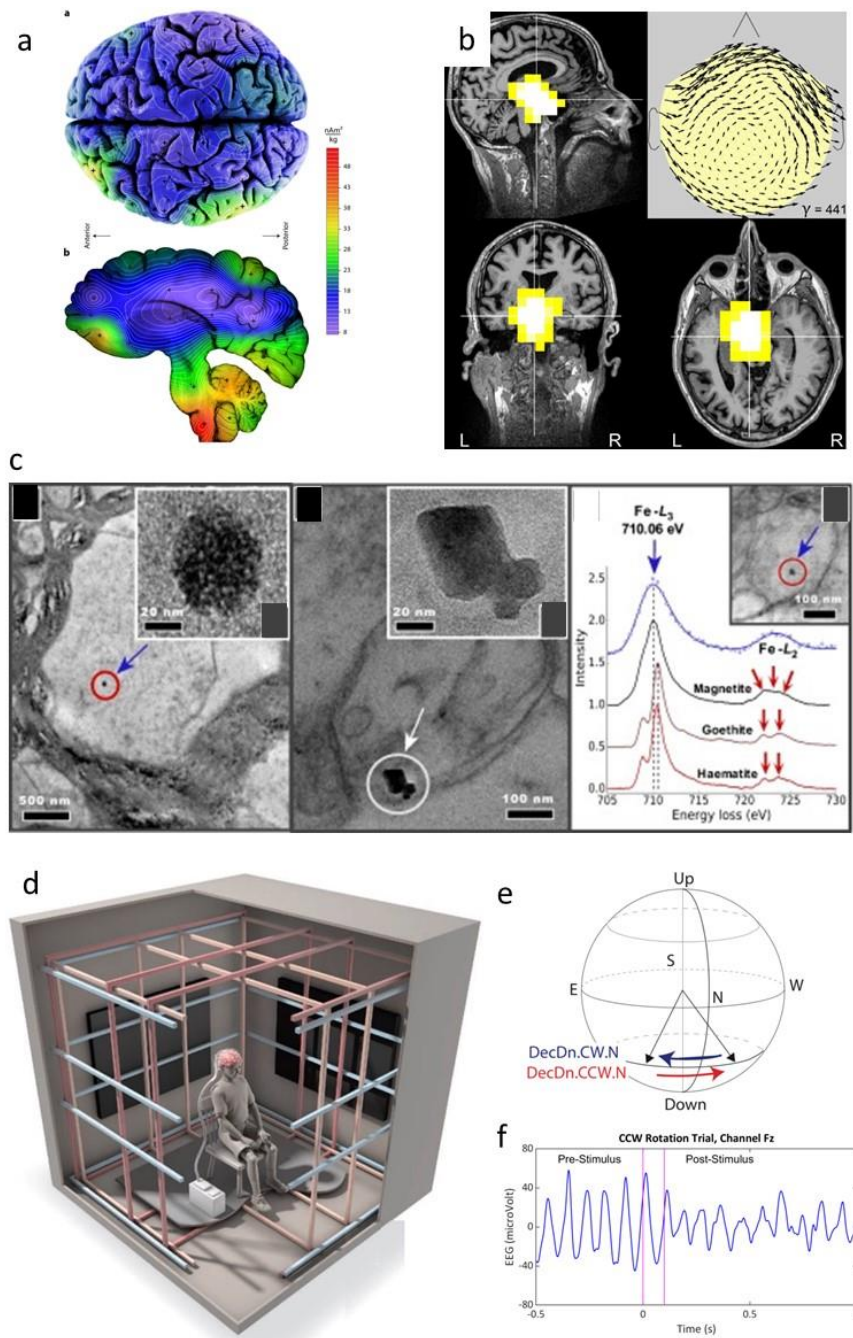 a
a
nAm²
kg
48
43
38
33
28
23
18
13
8
Anterior
Posterior
b
b
γ = 441
L
R
L
R
c
20 nm
500 nm
20 nm
100 nm
Fe-L₃
710.06 eV
100 nm
2.5
2.0
1.5
1.0
0.5
0.0
Intensity
Fe-L₂
Magnetite
Goethite
Haematite
705
710
715
720
725
730
Energy loss (eV)
d
e
Up
S
E
W
N
DecDn.CW.N
DecDn.CCW.N
Down
f
CCW Rotation Trial, Channel Fz
Pre-Stimulus
Post-Stimulus
80
40
0
-40
-80
EEG (microVolt)
-0.5
0
0.5
Time (s)